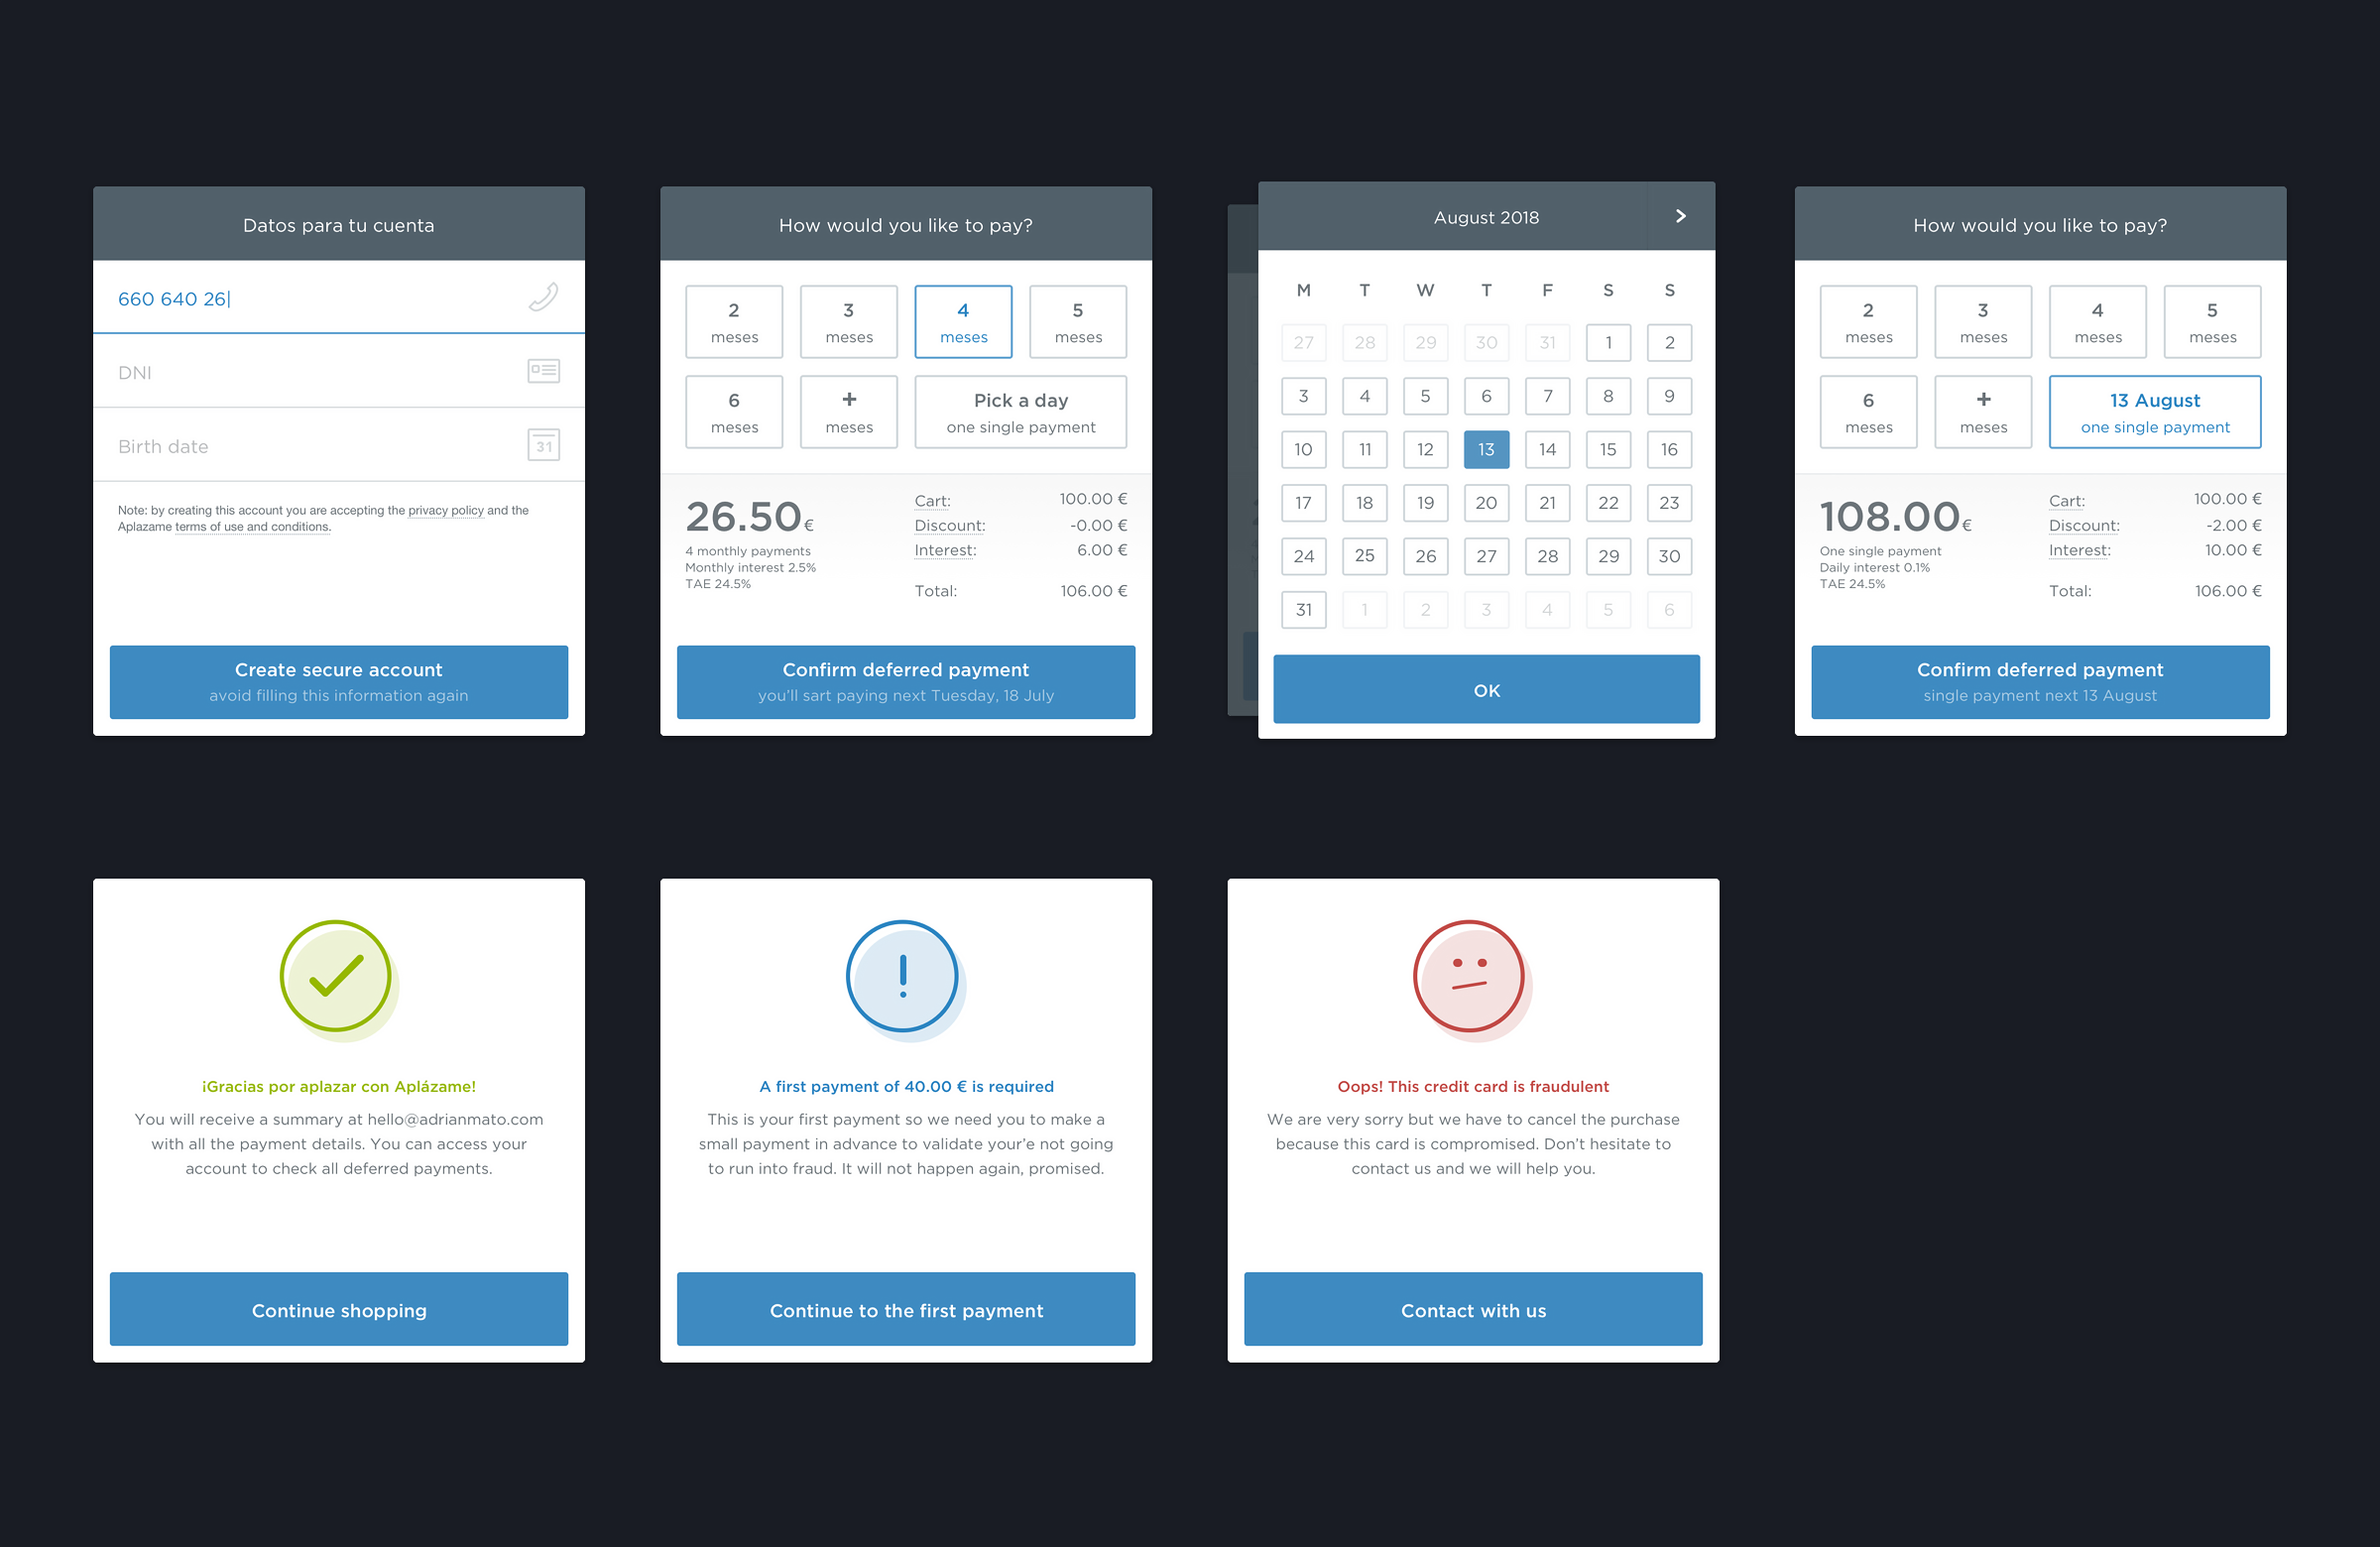 Datos para tu cuenta
660 640 26
DNI
Birth date
31
Note: by creating this account you are accepting the privacy policy and the
Aplazame terms of use and conditions.
Create secure account
avoid filling this information again
How would you like to pay?
2 3 4 5
meses meses meses meses
6 + Pick a day
meses meses one single payment
26.50€
4 monthly payments
Monthly interest 2.5%
TAE 24.5%
Cart: 100.00 €
Discount: -0.00 €
Interest: 6.00 €
Total: 106.00 €
Confirm deferred payment
you'll sart paying next Tuesday, 18 July
August 2018 >
M T W T F S S
27 28 29 30 31 1 2
3 4 5 6 7 8 9
10 11 12 13 14 15 16
17 18 19 20 21 22 23
24 25 26 27 28 29 30
31 1 2 3 4 5 6
OK
How would you like to pay?
2 3 4 5
meses meses meses meses
6 + 13 August
meses meses one single payment
108.00€
One single payment
Daily interest 0.1%
TAE 24.5%
Cart: 100.00 €
Discount: -2.00 €
Interest: 10.00 €
Total: 106.00 €
Confirm deferred payment
single payment next 13 August
¡Gracias por aplazar con Aplázame!
You will receive a summary at hello@adrianmato.com
with all the payment details. You can access your
account to check all deferred payments.
Continue shopping
!
A first payment of 40.00 € is required
This is your first payment so we need you to make a
small payment in advance to validate your'e not going
to run into fraud. It will not happen again, promised.
Continue to the first payment
Oops! This credit card is fraudulent
We are very sorry but we have to cancel the purchase
because this card is compromised. Don't hesitate to
contact us and we will help you.
Contact with us